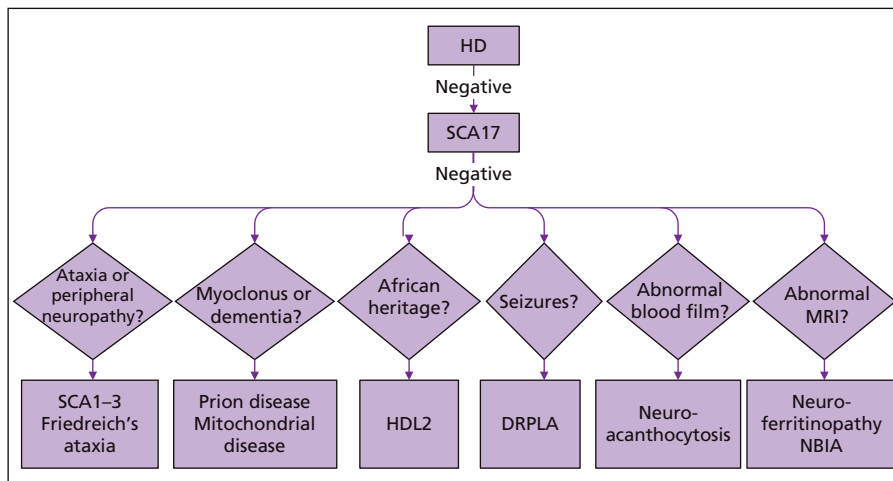 HD
Negative
SCA17
Negative
Ataxia or
peripheral
neuropathy?
Myoclonus or
dementia?
African
heritage?
Seizures?
Abnormal
blood film?
Abnormal
MRI?
SCA1–3
Friedreich's
ataxia
Prion disease
Mitochondrial
disease
HDL2
DRPLA
Neuro-
acanthocytosis
Neuro-
ferritinopathy
NBIA